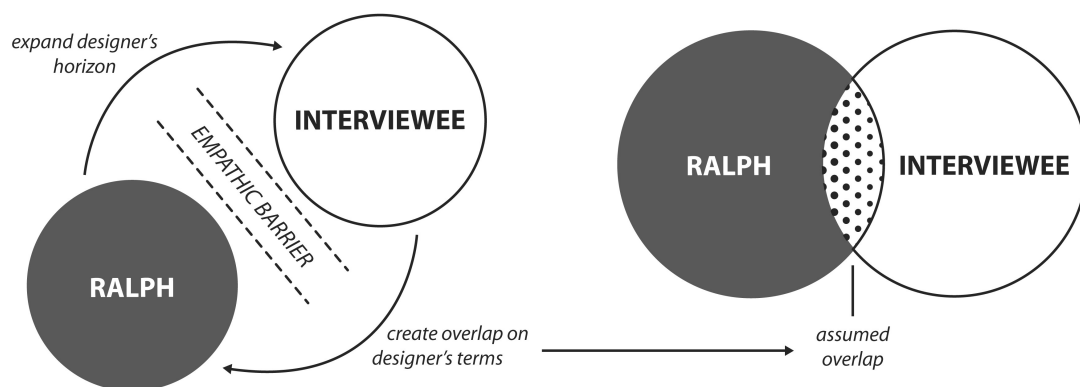 expand designer’s
horizon
INTERVIEWEE
EMPATHIC BARRIER
RALPH
create overlap on
designer’s terms
RALPH
INTERVIEWEE
assumed
overlap